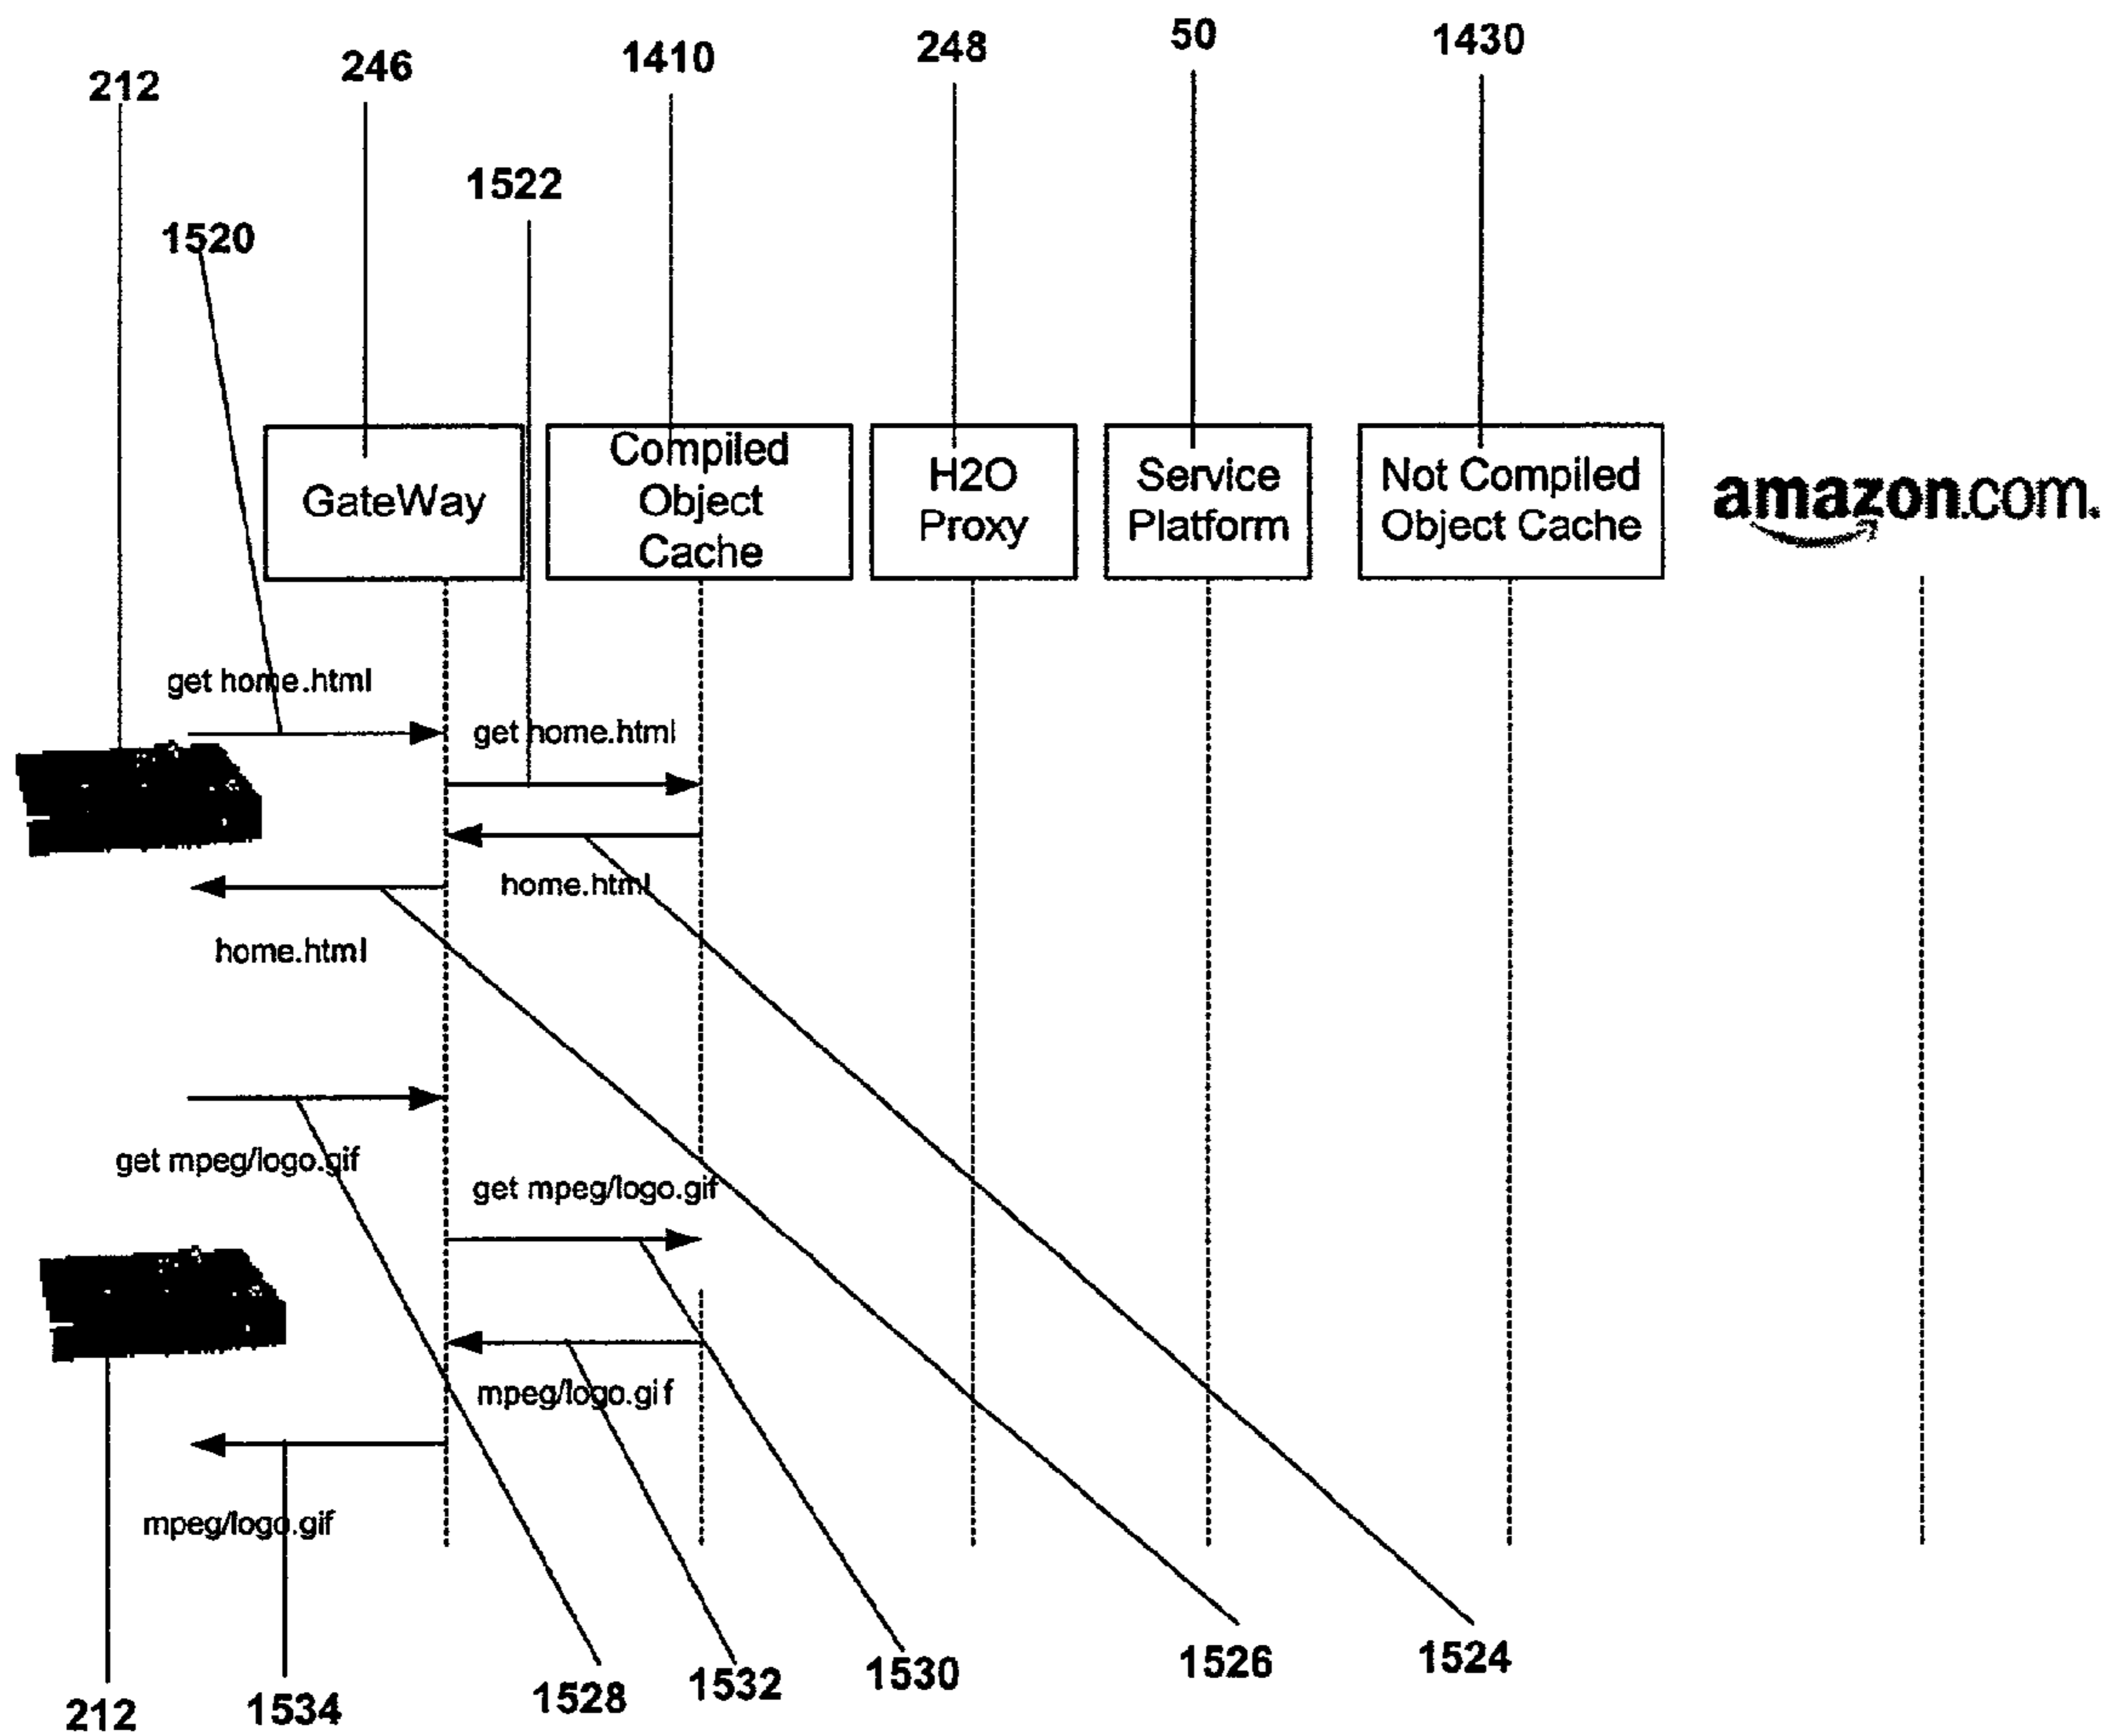 212
246
1410
248
50
1430
1520
1522
GateWay
Compiled
Object
Cache
H2O
Proxy
Service
Platform
Not Compiled
Object Cache
amazon.com.
get home.html
get home.html
home.html
home.html
get mpeg/logo.gif
get mpeg/logo.gif
mpeg/logo.gif
mpeg/logo.gif
212
1534
1528
1532
1530
1526
1524